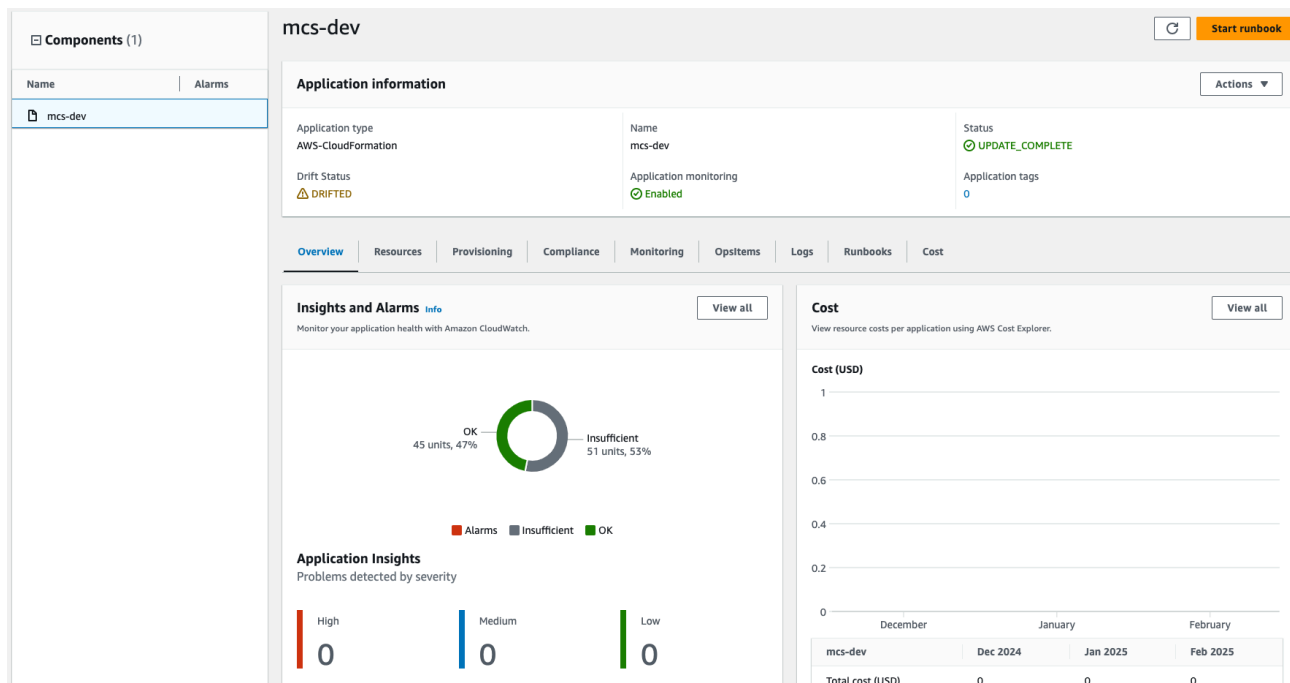 Components (1)
Name
Alarms
mcs-dev
mcs-dev
Start runbook
Application information
Actions
Application type
AWS-CloudFormation
Name
mcs-dev
Status
UPDATE_COMPLETE
Drift Status
DRIFTED
Application monitoring
Enabled
Application tags
0
Overview
Resources
Provisioning
Compliance
Monitoring
OpsItems
Logs
Runbooks
Cost
Insights and Alarms Info
View all
Monitor your application health with Amazon CloudWatch.
OK
45 units, 47%
Insufficient
51 units, 53%
Alarms
Insufficient
OK
Application Insights
Problems detected by severity
High
0
Medium
0
Low
0
Cost
View all
View resource costs per application using AWS Cost Explorer.
Cost (USD)
1
0.8
0.6
0.4
0.2
0
December
January
February
mcs-dev
Dec 2024
Jan 2025
Feb 2025
Total cost (USD)
0
0
0